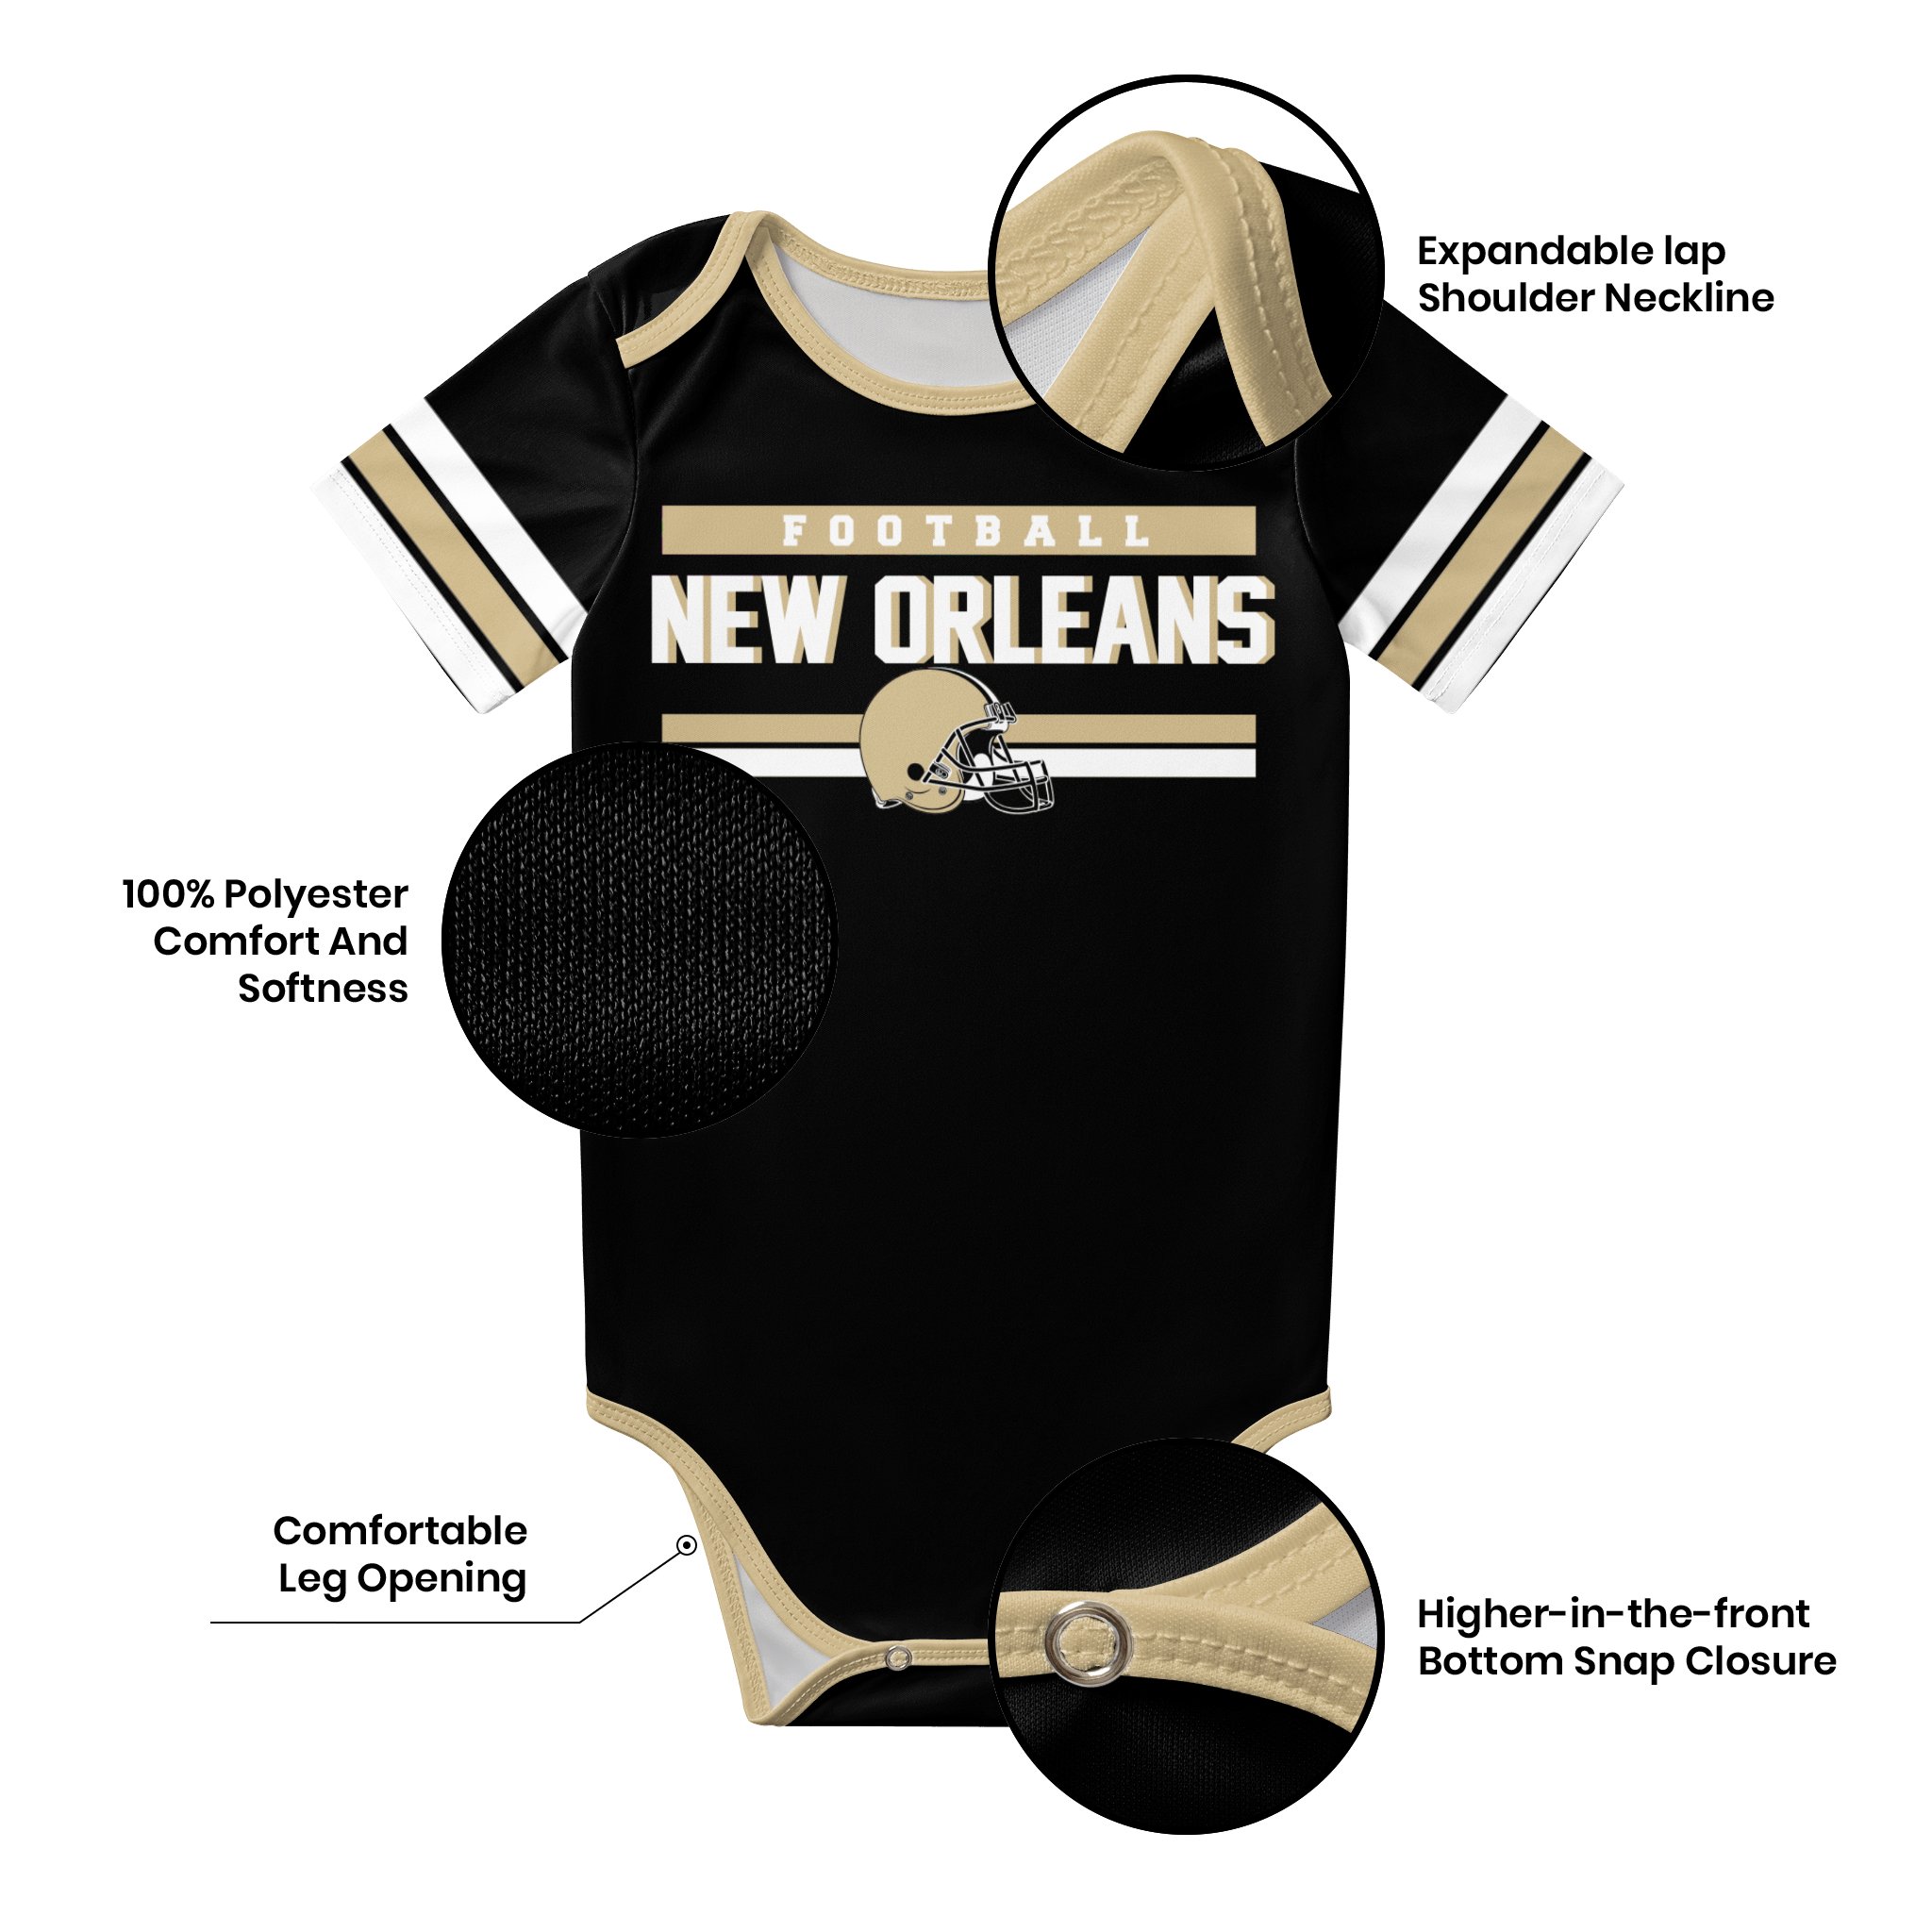 Expandable lap
Shoulder Neckline
FOOTBALL
NEW ORLEANS
100% Polyester
Comfort And
Softness
Comfortable
Leg Opening
Higher-in-the-front
Bottom Snap Closure